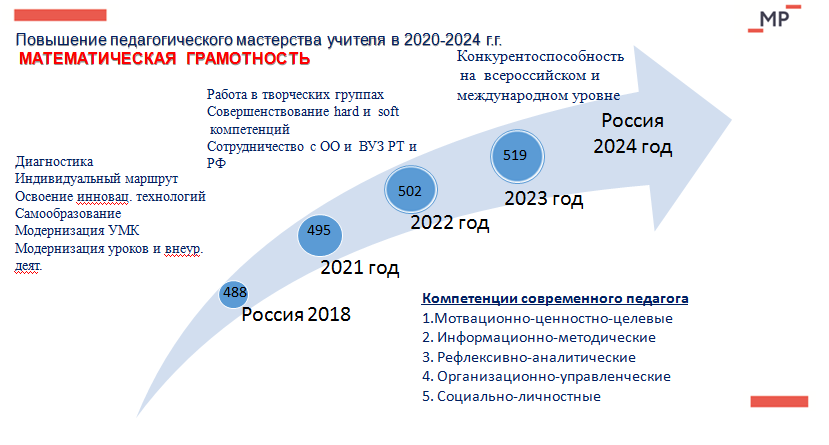 МР
Повышение педагогического мастерства учителя в 2020-2024 г.г.
МАТЕМАТИЧЕСКАЯ ГРАМОТНОСТЬ
Конкурентоспособность
на всероссийском и
международном уровне
Работа в творческих группах
Совершенствование hard и soft
компетенций
Сотрудничество с ОО и ВУЗ РТ и
РФ
Диагностика
Индивидуальный маршрут
Освоение инновац. технологий
Самообразование
Модернизация УМК
Модернизация уроков и внеур.
деят.
Россия
2024 год
519
2023 год
502
2022 год
495
2021 год
488
Россия 2018
Компетенции современного педагога
1.Мотвационно-ценностно-целевые
2. Информационно-методические
3. Рефлексивно-аналитические
4. Организационно-управленческие
5. Социально-личностные